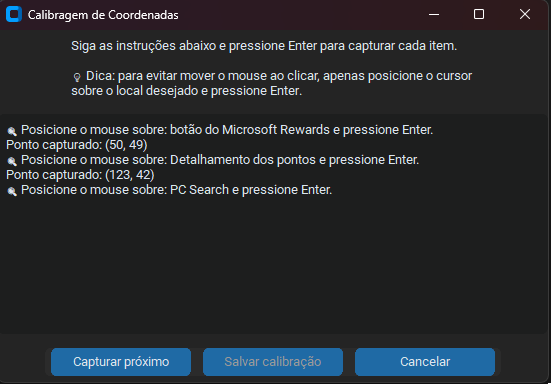 Calibragem de Coordenadas
Siga as instruções abaixo e pressione Enter para capturar cada item.
💡 Dica: para evitar mover o mouse ao clicar, apenas posicione o cursor
sobre o local desejado e pressione Enter.
🔍 Posicione o mouse sobre: botão do Microsoft Rewards e pressione Enter.
Ponto capturado: (50, 49)
🔍 Posicione o mouse sobre: Detalhamento dos pontos e pressione Enter.
Ponto capturado: (123, 42)
🔍 Posicione o mouse sobre: PC Search e pressione Enter.
Capturar próximo
Salvar calibração
Cancelar